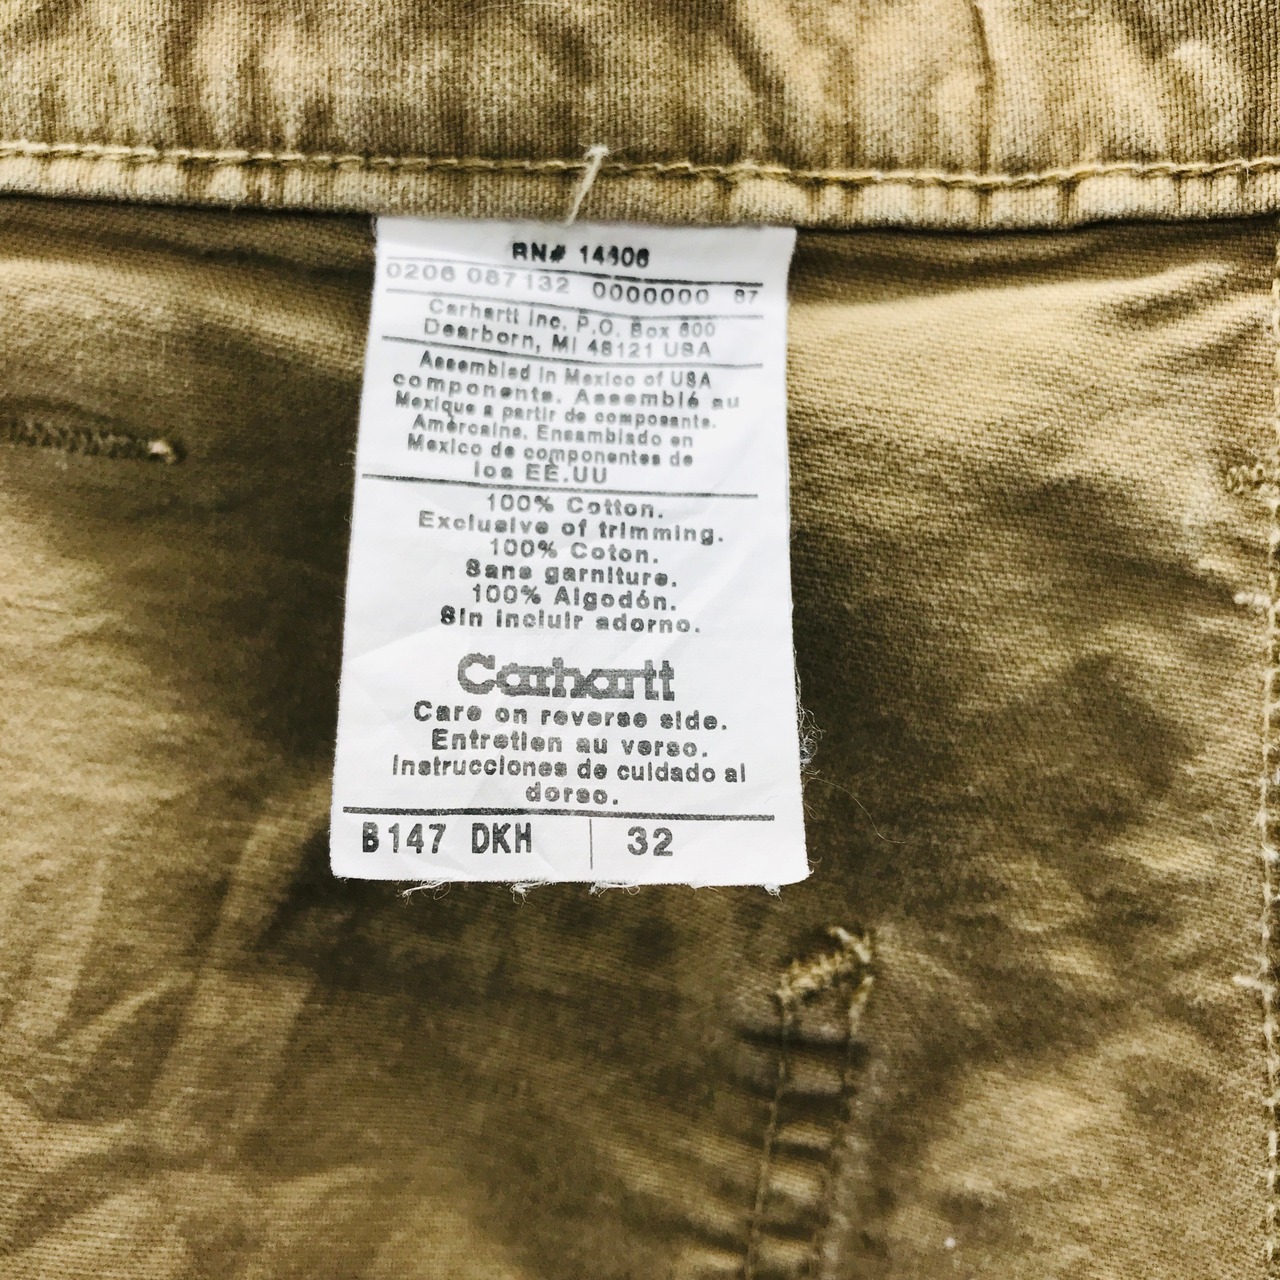 RN# 14806
0206 087132 0000000 87
Carhartt Inc. P.O. Box 600
Dearborn, MI 48121 USA
Assembled in Mexico of USA
components. Assemblé au
Mexique a partir de composants.
Amèrcaine. Ensamblado en
Mexico de componentes de
los EE.UU
100% Cotton.
Exclusive of trimming.
100% Coton.
Sans garniture.
100% Algodón.
Sin incluir adorno.
Carhartt
Care on reverse side.
Entretien au verso.
Instrucciones de cuidado al
dorso.
B147 DKH 32